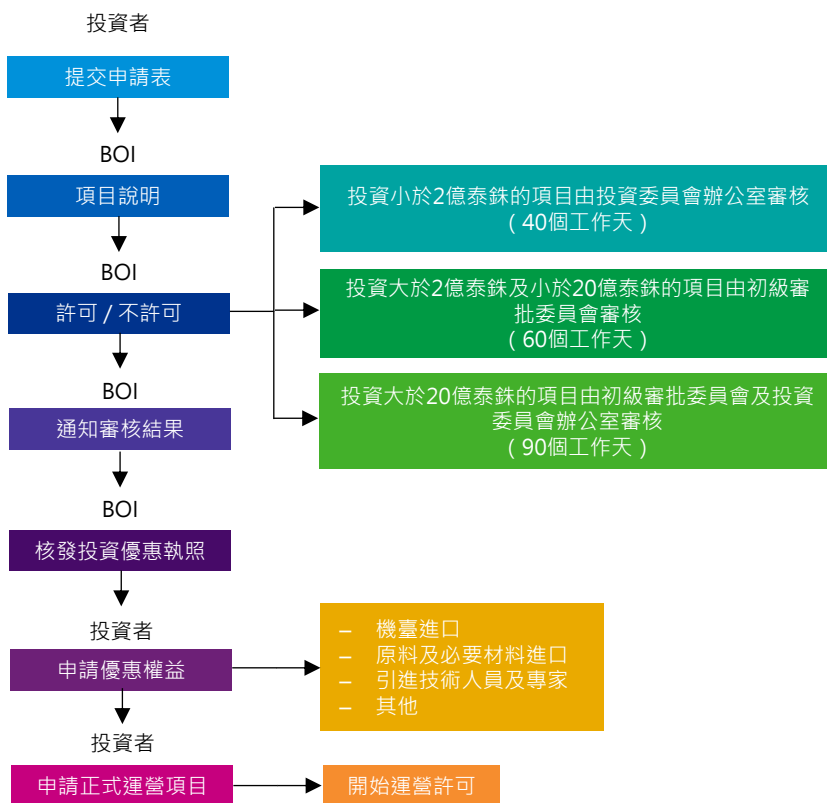 投資者
提交申請表
BOI
項目說明
BOI
許可 / 不許可
投資小於2億泰銖的項目由投資委員會辦公室審核
( 40個工作天 )
投資大於2億泰銖及小於20億泰銖的項目由初級審
批委員會審核
( 60個工作天 )
投資大於20億泰銖的項目由初級審批委員會及投資
委員會辦公室審核
( 90個工作天 )
BOI
通知審核結果
BOI
核發投資優惠執照
投資者
申請優惠權益
– 機臺進口
– 原料及必要材料進口
– 引進技術人員及專家
– 其他
投資者
申請正式運營項目
開始運營許可